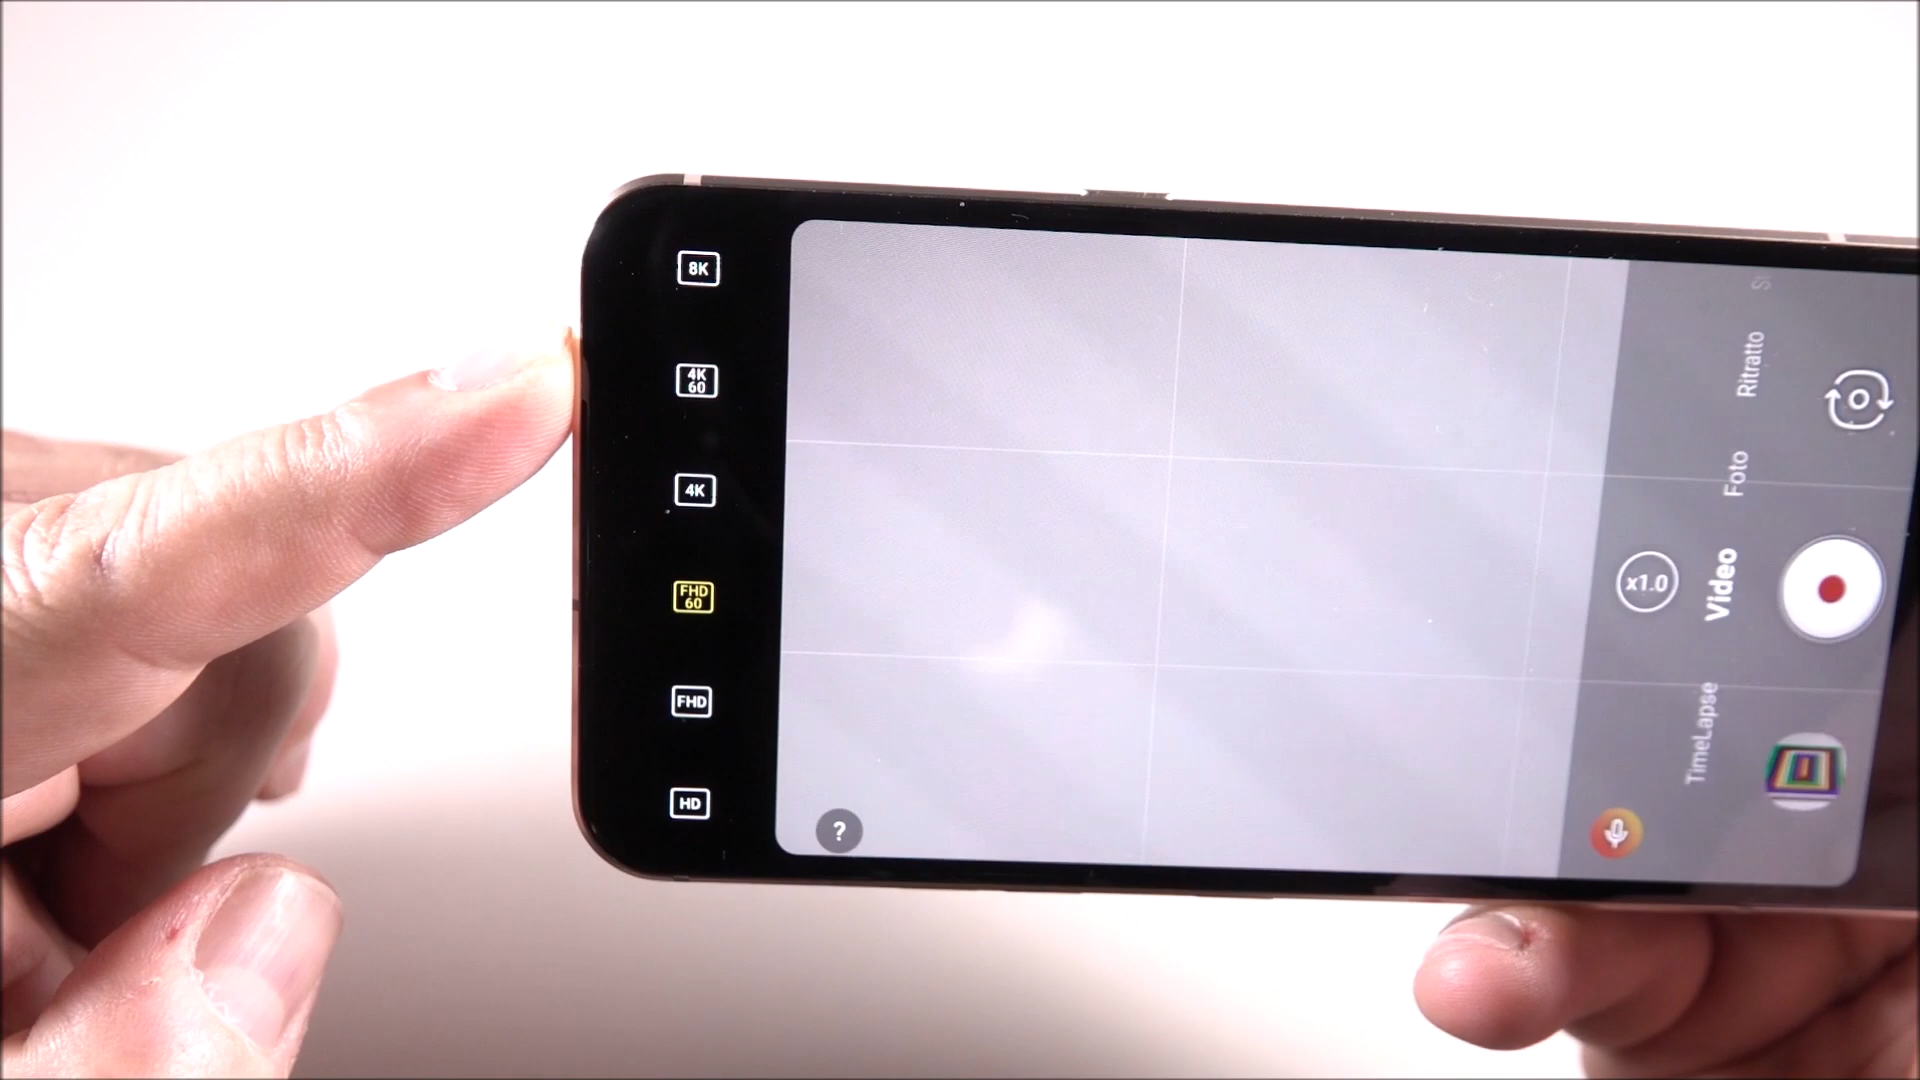 8K
4K
60
4K
FHD
60
FHD
HD
?
x1.0
Ritratto
Foto
Video
TimeLapse